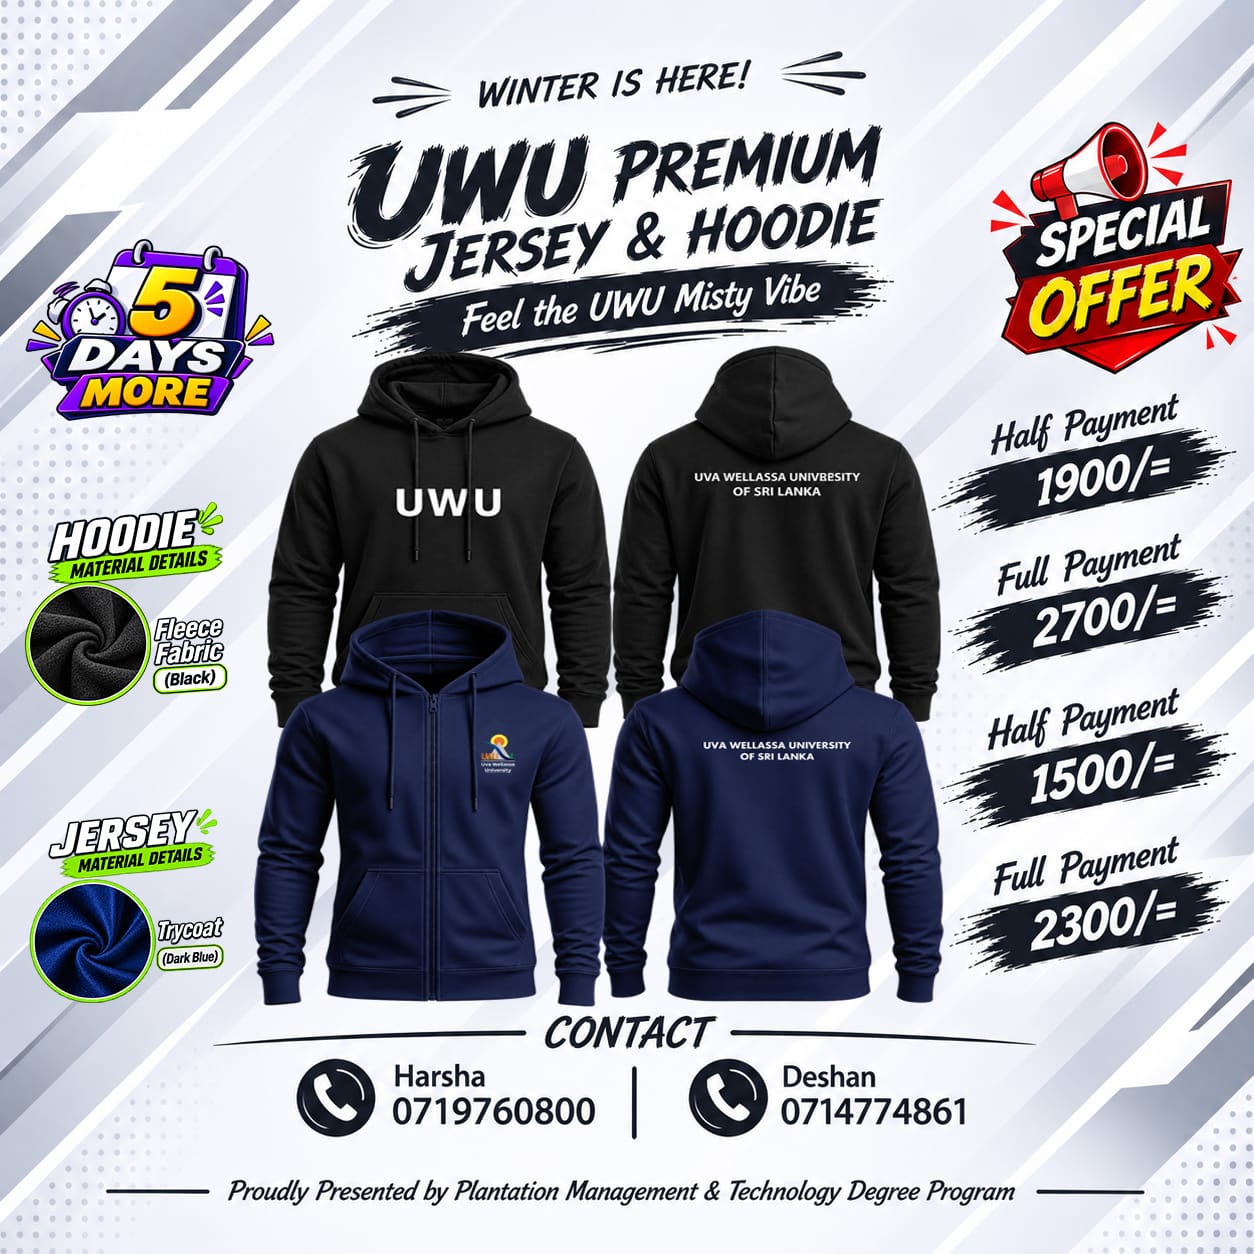 WINTER IS HERE!
UWU PREMIUM
JERSEY & HOODIE
Feel the UWU Misty Vibe
5
DAYS
MORE
SPECIAL
OFFER
UWU
UVA WELLASSA UNIVBESITY
OF SRI LANKA
Half Payment
1900/=
Full Payment
2700/=
HOODIE
MATERIAL DETAILS
Fleece
Fabric
(Black)
Uva Wellassa
University
UVA WELLASSA UNIVERSITY
OF SRI LANKA
Half Payment
1500/=
Full Payment
2300/=
JERSEY
MATERIAL DETAILS
Trycoat
(Dark Blue)
CONTACT
Harsha
0719760800
Deshan
0714774861
Proudly Presented by Plantation Management & Technology Degree Program